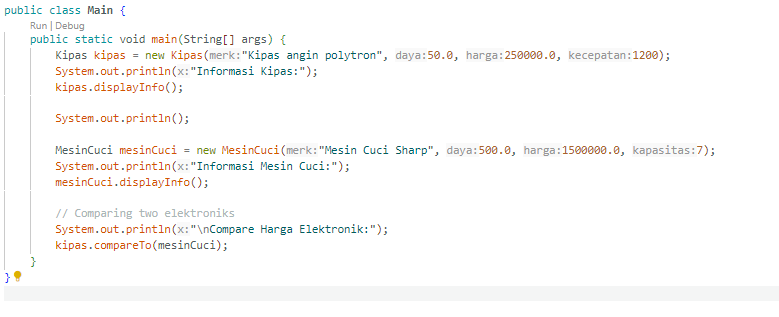 public class Main {
Run | Debug
public static void main(String[] args) {
Kipas kipas = new Kipas(merk:"Kipas angin polytron", daya:50.0, harga:250000.0, kecepatan:1200);
System.out.println(x:"Informasi Kipas:");
kipas.displayInfo();
System.out.println();
MesinCuci mesinCuci = new MesinCuci(merk:"Mesin Cuci Sharp", daya:500.0, harga:1500000.0, kapasitas:7);
System.out.println(x:"Informasi Mesin Cuci:");
mesinCuci.displayInfo();
// Comparing two elektroniks
System.out.println(x:"\nCompare Harga Elektronik:");
kipas.compareTo(mesinCuci);
}
}